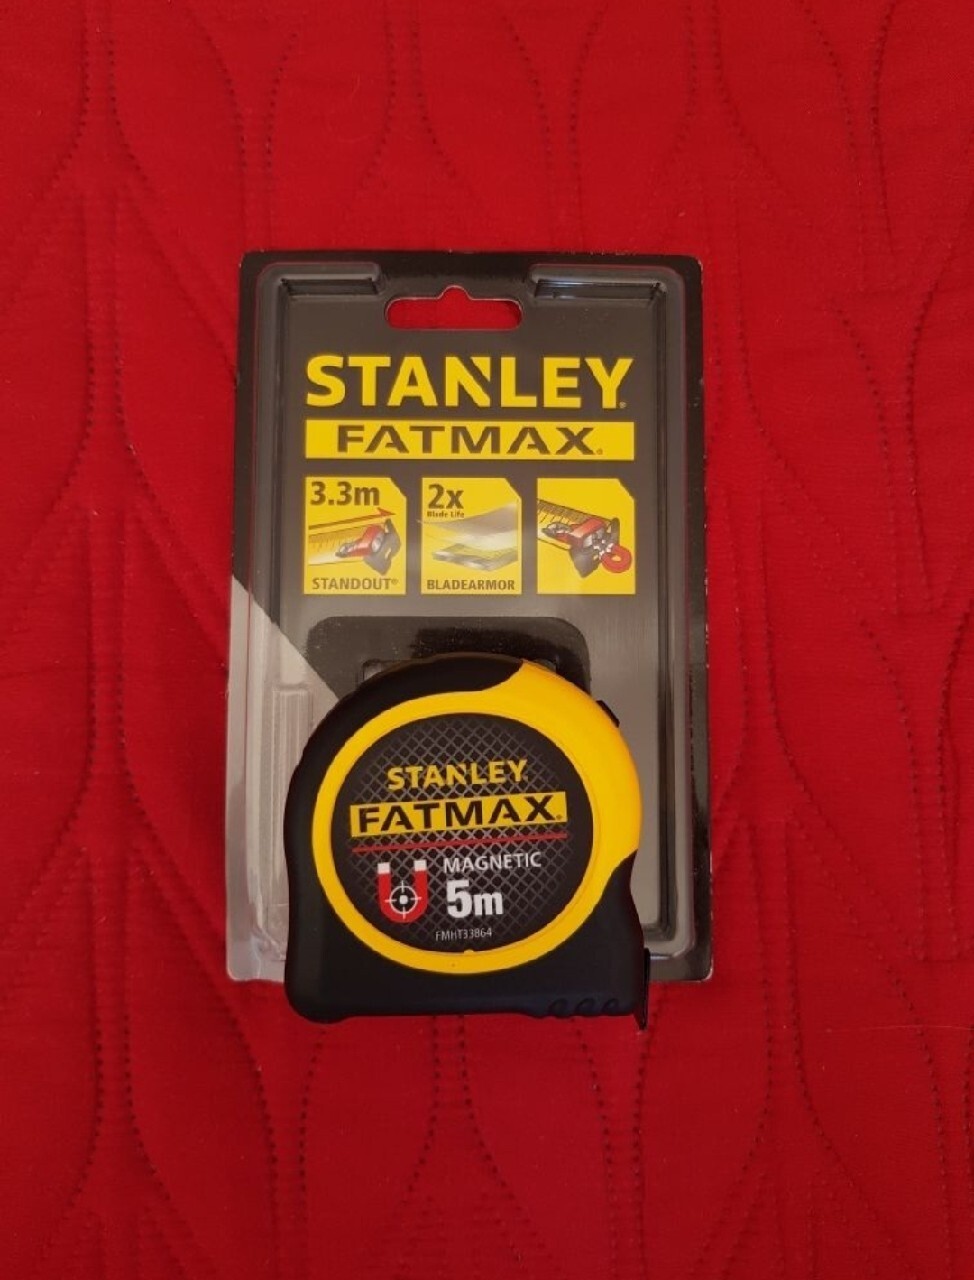 STANLEY®
FATMAX®
3.3m
STANDOUT®
2x
Blade Life
BLADEARMOR
STANLEY
FATMAX®
MAGNETIC
5m
FMHT33864